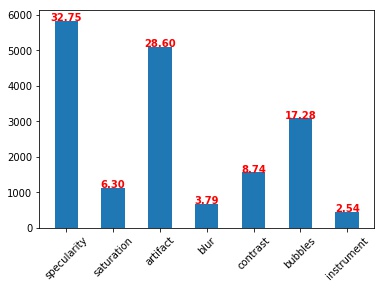 6000
5000
4000
3000
2000
1000
0
32.75
6.30
28.60
3.79
8.74
17.28
2.54
specularity
saturation
artifact
blur
contrast
bubbles
instrument